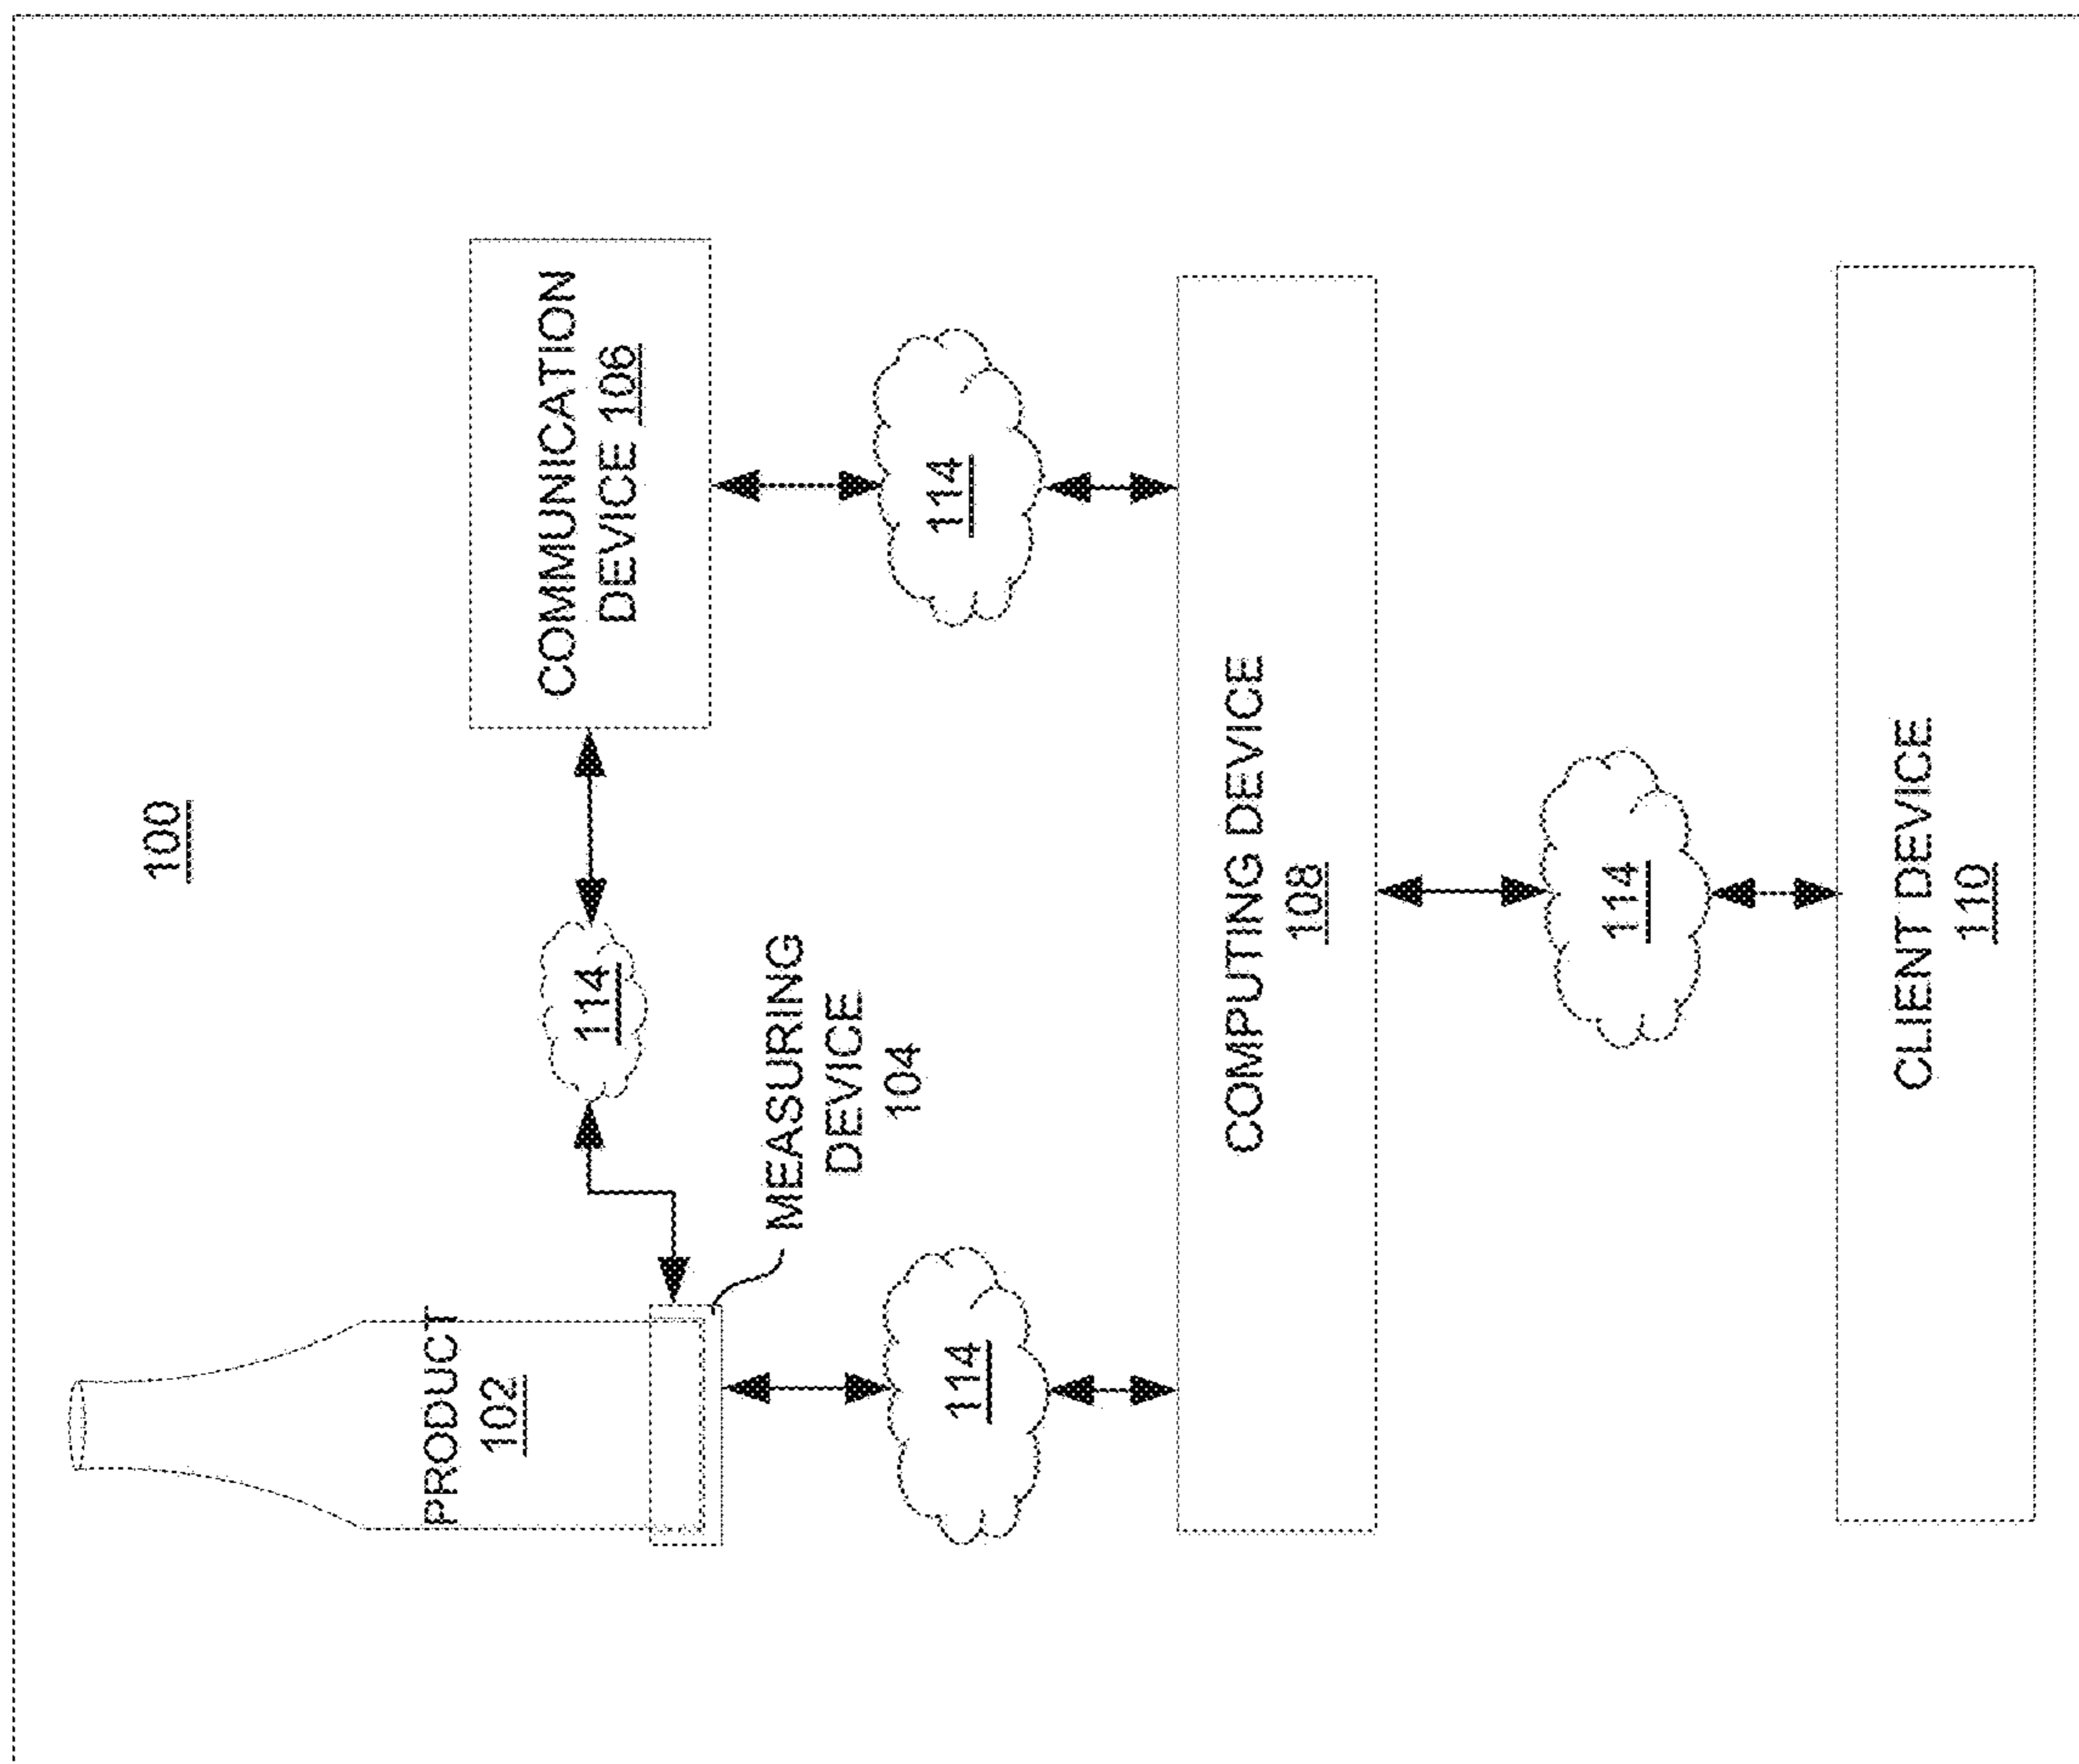 100
PRODUCT
102
114
COMMUNICATION
DEVICE 106
MEASURING
DEVICE
104
114
114
COMPUTING DEVICE
108
114
CLIENT DEVICE
110